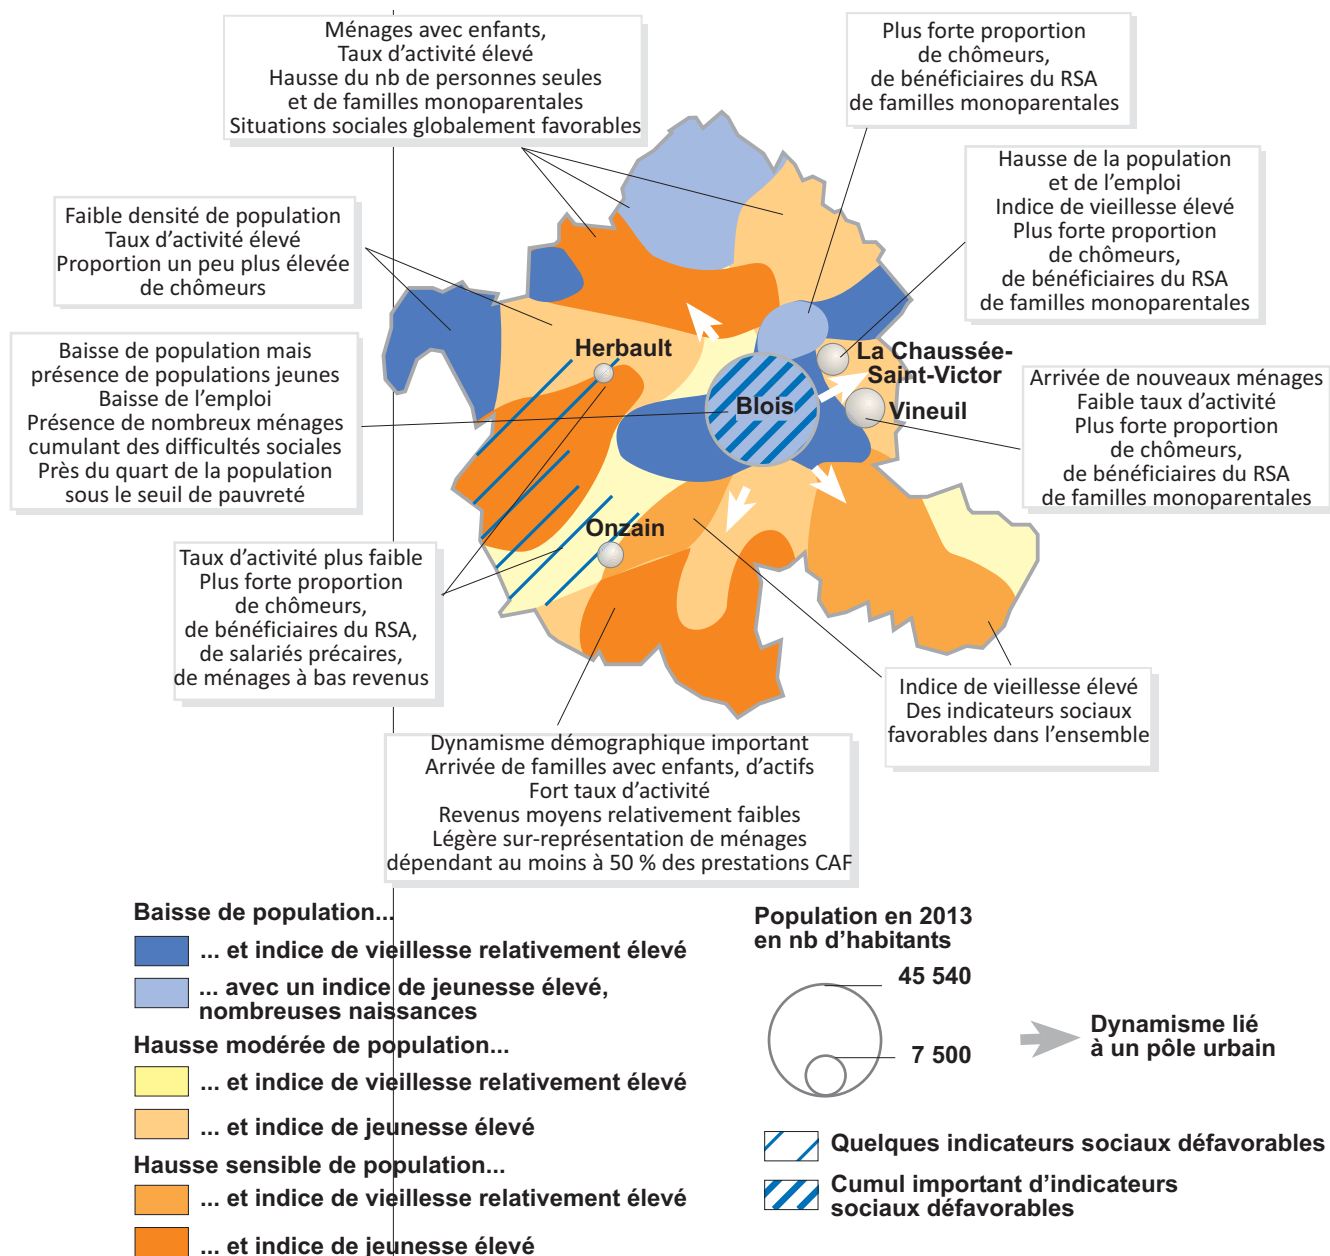 Ménages avec enfants,
Taux d'activité élevé
Hausse du nb de personnes seules
et de familles monoparentales
Situations sociales globalement favorables
Plus forte proportion
de chômeurs,
de bénéficiaires du RSA
de familles monoparentales
Hausse de la population
et de l'emploi
Indice de vieillesse élevé
Plus forte proportion
de chômeurs,
de bénéficiaires du RSA
de familles monoparentales
Faible densité de population
Taux d'activité élevé
Proportion un peu plus élevée
de chômeurs
Baisse de population mais
présence de populations jeunes
Baisse de l'emploi
Présence de nombreux ménages
cumulant des difficultés sociales
Près du quart de la population
sous le seuil de pauvreté
Herbault
La Chaussée-
Saint-Victor
Blois
Vineuil
Onzain
Arrivée de nouveaux ménages
Faible taux d'activité
Plus forte proportion
de chômeurs,
de bénéficiaires du RSA
de familles monoparentales
Taux d'activité plus faible
Plus forte proportion
de chômeurs,
de bénéficiaires du RSA,
de salariés précaires,
de ménages à bas revenus
Indice de vieillesse élevé
Des indicateurs sociaux
favorables dans l'ensemble
Dynamisme démographique important
Arrivée de familles avec enfants, d'actifs
Fort taux d'activité
Revenus moyens relativement faibles
Légère sur-représentation de ménages
dépendant au moins à 50 % des prestations CAF
Baisse de population...
... et indice de vieillesse relativement élevé
... avec un indice de jeunesse élevé,
nombreuses naissances
Hausse modérée de population...
... et indice de vieillesse relativement élevé
... et indice de jeunesse élevé
Hausse sensible de population...
... et indice de vieillesse relativement élevé
... et indice de jeunesse élevé
Population en 2013
en nb d'habitants
45 540
7 500
Dynamisme lié
à un pôle urbain
Quelques indicateurs sociaux défavorables
Cumul important d'indicateurs
sociaux défavorables